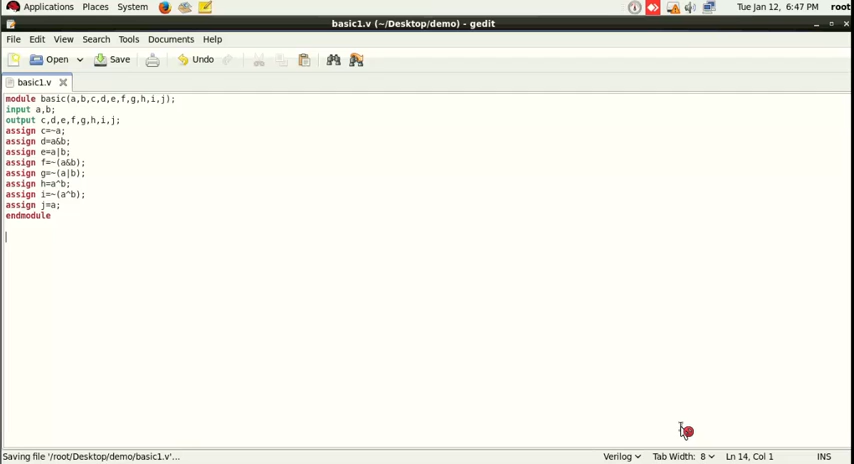 Applications Places System Tue Jan 12, 6:47 PM root
basic1.v (~/Desktop/demo) - gedit
File Edit View Search Tools Documents Help
Open Save Undo
basic1.v
module basic(a,b,c,d,e,f,g,h,i,j);
input a,b;
output c,d,e,f,g,h,i,j;
assign c=~a;
assign d=a&b;
assign e=a|b;
assign f=~(a&b);
assign g=~(a|b);
assign h=a^b;
assign i=~(a^b);
assign j=a;
endmodule
Saving file '/root/Desktop/demo/basic1.v'... Verilog Tab Width: 8 Ln 14, Col 1 INS